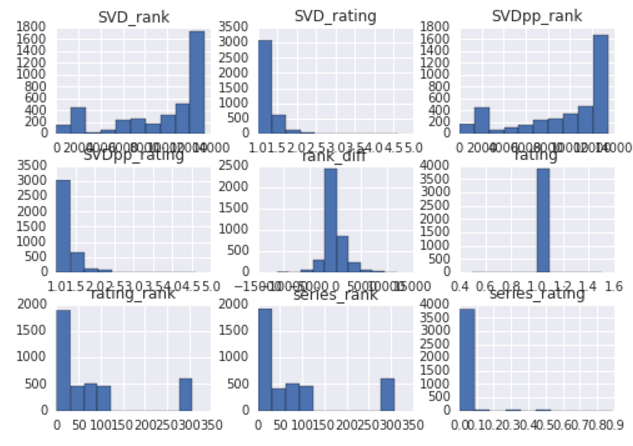 SVD_rank SVD_rating SVDpp_rank
1800 3500 1800
1600 3000 1600
1400 2500 1400
1200 2000 1200
1000 1500 1000
800 1000 800
600 500 600
400 0 400
200 200
0 0
0 2000 4000 6000 8000 10000 12000 14000 1.0 1.5 2.0 2.5 3.0 3.5 4.0 4.5 5.0 0 2000 4000 6000 8000 10000 12000 14000
SVDpp_rating rank_diff rating
3500 2500 4000
3000 2000 3500
2500 1500 3000
2000 1000 2500
1500 500 2000
1000 0 1500
500 1000
0 500
0
1.0 1.5 2.0 2.5 3.0 3.5 4.0 4.5 5.0 −15000 −10000 −5000 0 5000 10000 15000 0.4 0.6 0.8 1.0 1.2 1.4 1.6
rating_rank series_rank series_rating
2000 2000 4000
1500 1500 3500
1000 1000 3000
500 500 2500
0 0 2000
1500
1000
500
0
0 50 100 150 200 250 300 350 0 50 100 150 200 250 300 350 0.0 0.1 0.2 0.3 0.4 0.5 0.6 0.7 0.8 0.9